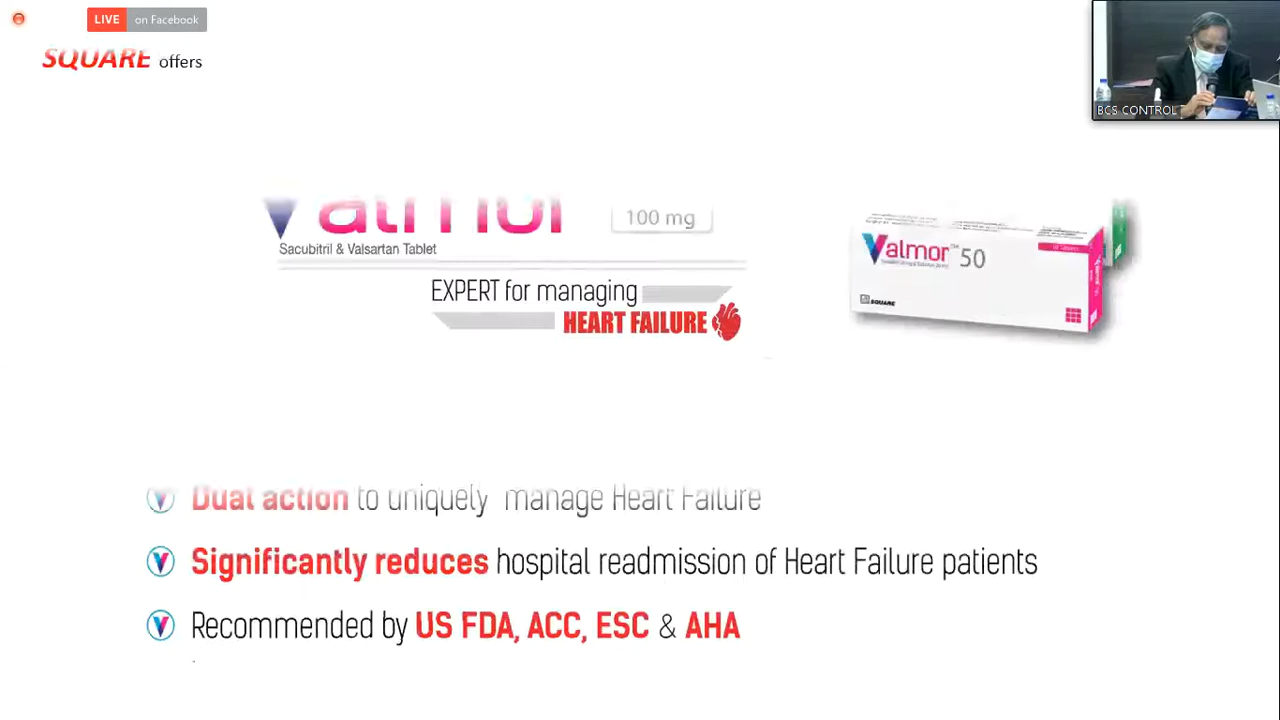 LIVE on Facebook
SQUARE offers
BCS CONTROL
Valmor
100 mg
Sacubitril & Valsartan Tablet
EXPERT for managing
HEART FAILURE
Valmor™ 50
SQUARE
Dual action to uniquely manage Heart Failure
Significantly reduces hospital readmission of Heart Failure patients
Recommended by US FDA, ACC, ESC & AHA